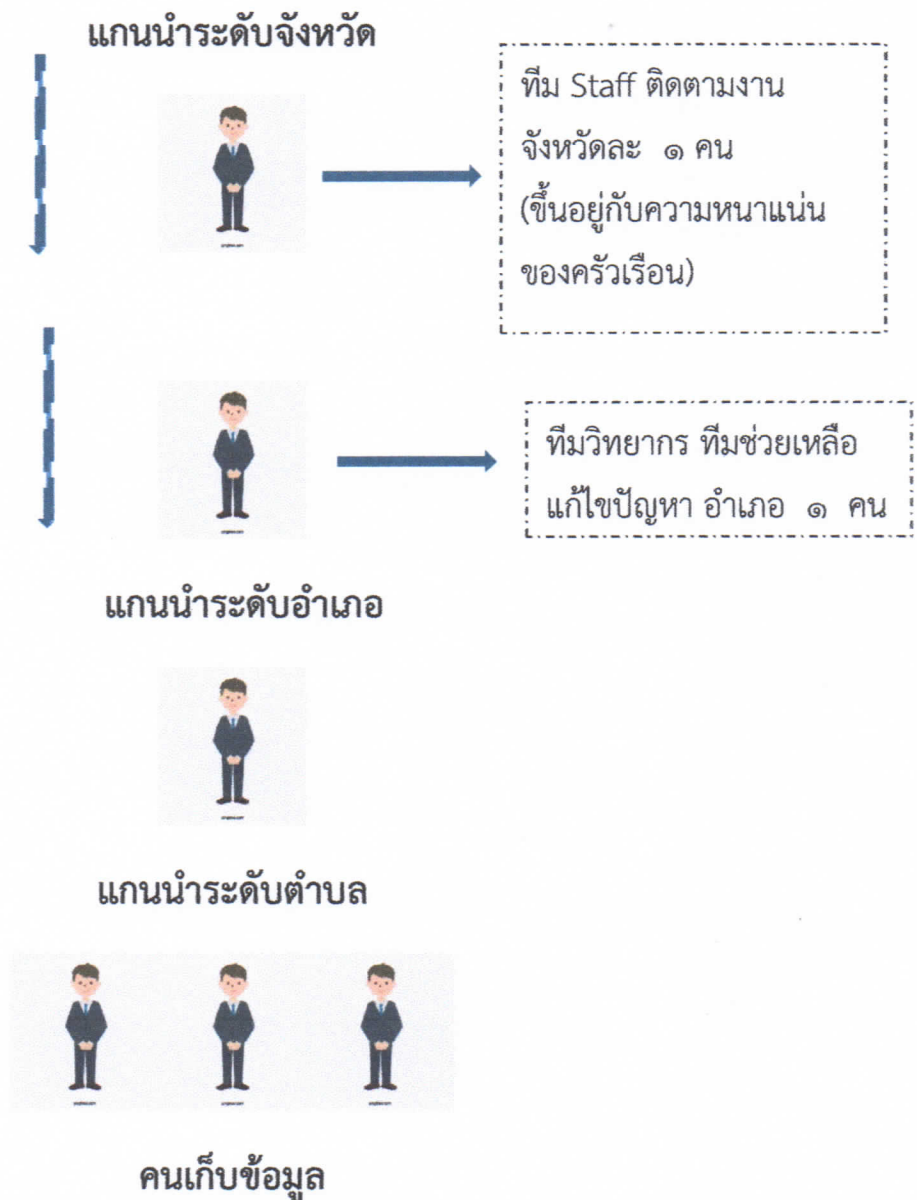 แกนนำระดับจังหวัด
ทีม Staff ติดตามงาน
จังหวัดละ ๑ คน
(ขึ้นอยู่กับความหนาแน่น
ของครัวเรือน)
ทีมวิทยากร ทีมช่วยเหลือ
แก้ไขปัญหา อำเภอ ๑ คน
แกนนำระดับอำเภอ
แกนนำระดับตำบล
คนเก็บข้อมูล